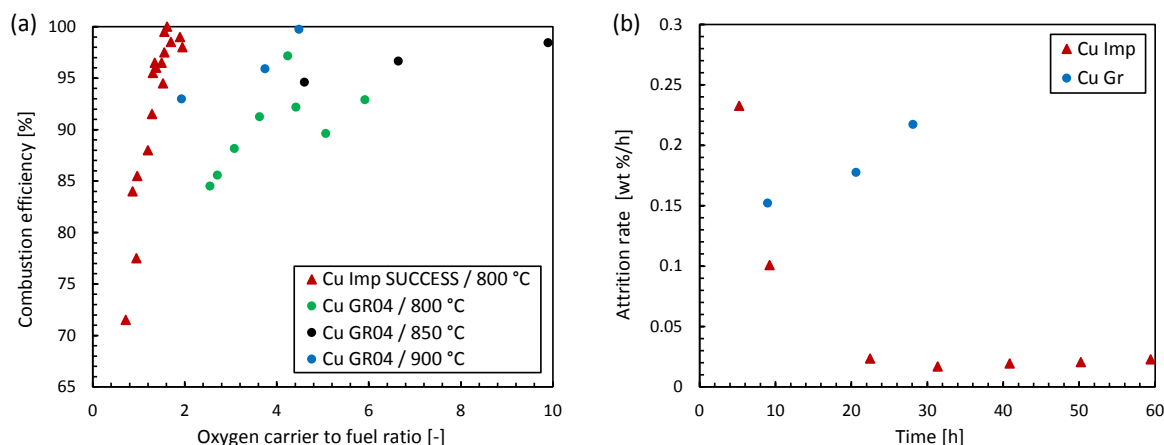 (a)
Combustion efficiency [%]
100
95
90
85
80
75
70
65
0 2 4 6 8 10
Oxygen carrier to fuel ratio [-]
Cu Imp SUCCESS / 800 °C
Cu GR04 / 800 °C
Cu GR04 / 850 °C
Cu GR04 / 900 °C
(b)
Attrition rate [wt %/h]
0.3
0.25
0.2
0.15
0.1
0.05
0
0 10 20 30 40 50 60
Time [h]
Cu Imp
Cu Gr